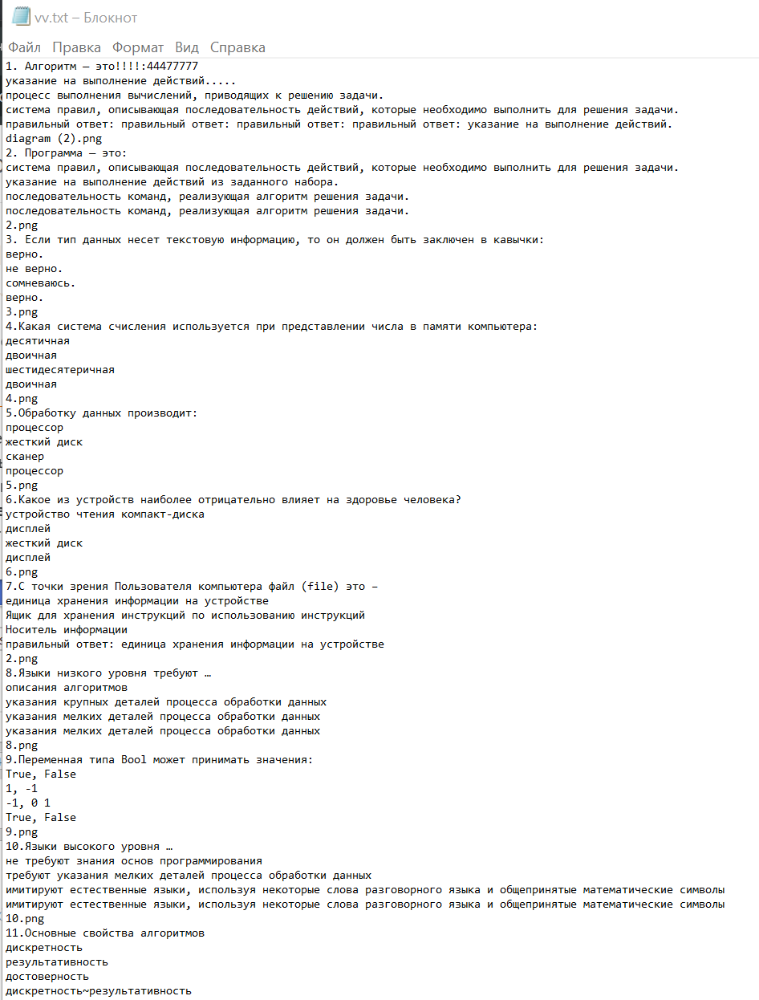 vv.txt – Блокнот
Файл Правка Формат Вид Справка
1. Алгоритм — это!!!!:44477777
указание на выполнение действий.....
процесс выполнения вычислений, приводящих к решению задачи.
система правил, описывающая последовательность действий, которые необходимо выполнить для решения задачи.
правильный ответ: правильный ответ: правильный ответ: правильный ответ: указание на выполнение действий.
diagram (2).png
2. Программа — это:
система правил, описывающая последовательность действий, которые необходимо выполнить для решения задачи.
указание на выполнение действий из заданного набора.
последовательность команд, реализующая алгоритм решения задачи.
последовательность команд, реализующая алгоритм решения задачи.
2.png
3. Если тип данных несет текстовую информацию, то он должен быть заключен в кавычки:
верно.
не верно.
сомневаюсь.
верно.
3.png
4.Какая система счисления используется при представлении числа в памяти компьютера:
десятичная
двоичная
шестидесятеричная
двоичная
4.png
5.Обработку данных производит:
процессор
жесткий диск
сканер
процессор
5.png
6.Какое из устройств наиболее отрицательно влияет на здоровье человека?
устройство чтения компакт-диска
дисплей
жесткий диск
дисплей
6.png
7.С точки зрения Пользователя компьютера файл (file) это –
единица хранения информации на устройстве
Ящик для хранения инструкций по использованию инструкций
Носитель информации
правильный ответ: единица хранения информации на устройстве
2.png
8.Языки низкого уровня требуют …
описания алгоритмов
указания крупных деталей процесса обработки данных
указания мелких деталей процесса обработки данных
указания мелких деталей процесса обработки данных
8.png
9.Переменная типа Bool может принимать значения:
True, False
1, -1
-1, 0 1
True, False
9.png
10.Языки высокого уровня …
не требуют знания основ программирования
требуют указания мелких деталей процесса обработки данных
имитируют естественные языки, используя некоторые слова разговорного языка и общепринятые математические символы
имитируют естественные языки, используя некоторые слова разговорного языка и общепринятые математические символы
10.png
11.Основные свойства алгоритмов
дискретность
результативность
достоверность
дискретность~результативность